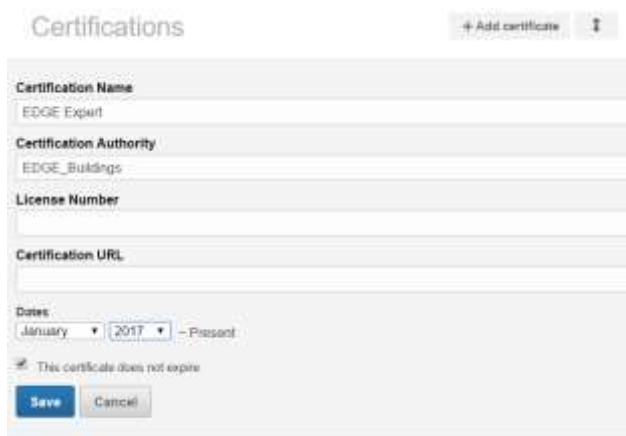 Certifications
+ Add certificate
Certification Name
EDGE Expert
Certification Authority
EDGE_Buildings
License Number
Certification URL
Dates
January 2017 – Present
This certificate does not expire
Save Cancel